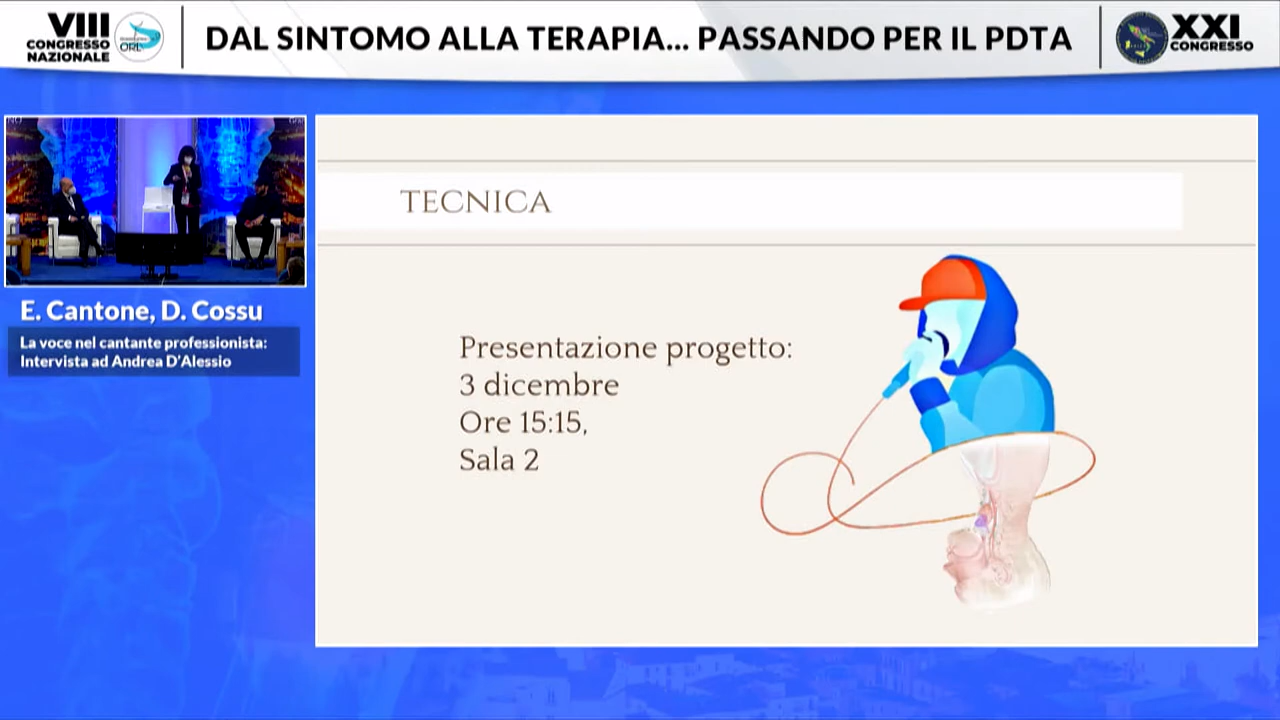 VIII
CONGRESSO
NAZIONALE
ORL
DAL SINTOMO ALLA TERAPIA... PASSANDO PER IL PDTA
XXI
CONGRESSO
TECNICA
Presentazione progetto:
3 dicembre
Ore 15:15,
Sala 2
E. Cantone, D. Cossu
La voce nel cantante professionista:
Intervista ad Andrea D'Alessio